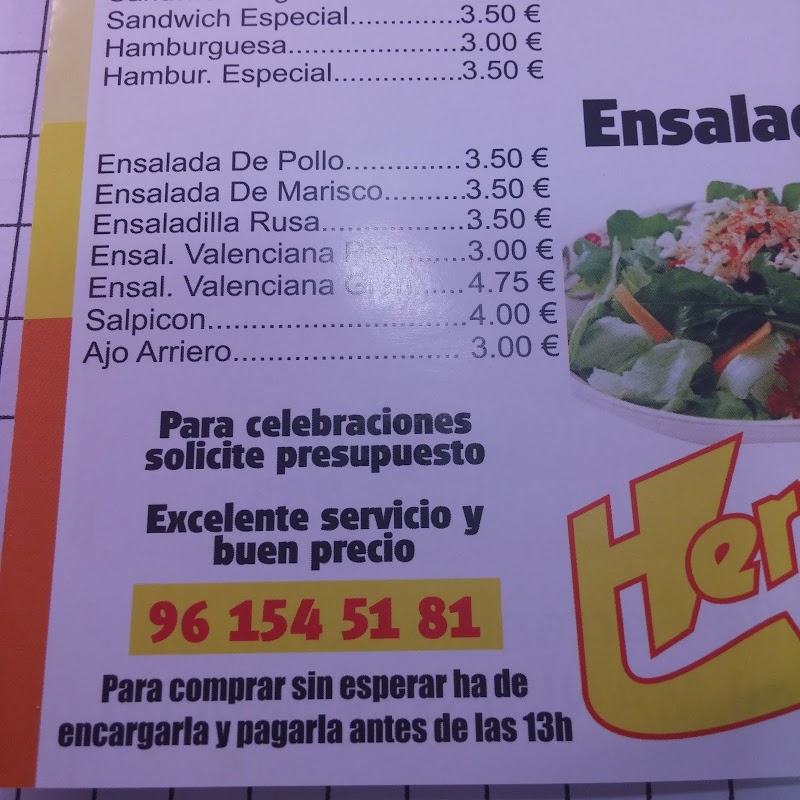 Sandwich Especial..............3.50 €
Hamburguesa......................3.00 €
Hambur. Especial................3.50 €
Ensalad
Ensalada De Pollo..............3.50 €
Ensalada De Marisco..........3.50 €
Ensaladilla Rusa..................3.50 €
Ensal. Valenciana ........3.00 €
Ensal. Valenciana ......4.75 €
Salpicon................................4.00 €
Ajo Arriero............................ 3.00 €
Para celebraciones
solicite presupuesto
Excelente servicio y
buen precio
Her
96 154 51 81
Para comprar sin esperar ha de
encargarla y pagarla antes de las 13h